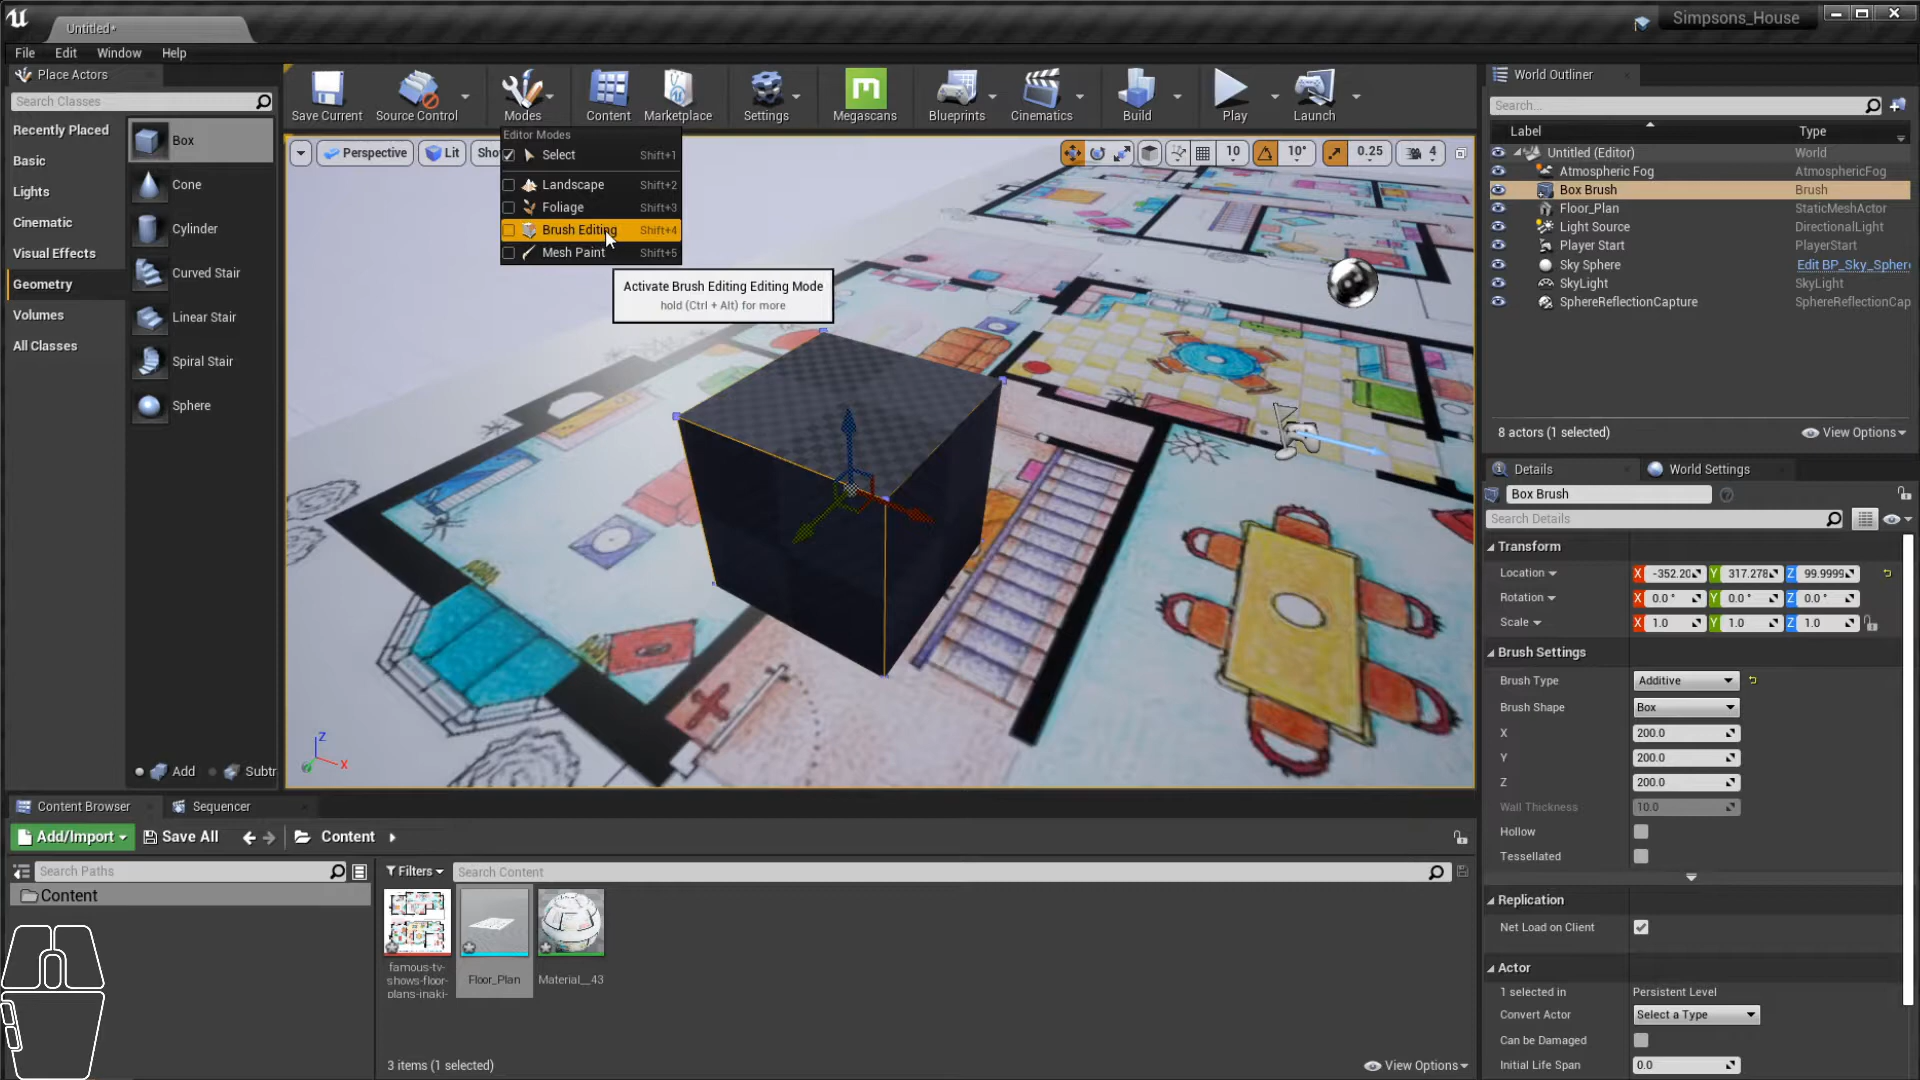 Untitled*
Simpsons_House
File Edit Window Help
Place Actors
Search Classes
Recently Placed
Basic
Lights
Cinematic
Visual Effects
Geometry
Volumes
All Classes
Box
Cone
Cylinder
Curved Stair
Linear Stair
Spiral Stair
Sphere
Add
Subtr
Save Current
Source Control
Modes
Content
Marketplace
Settings
Megascans
Blueprints
Cinematics
Build
Play
Launch
Perspective
Lit
Sho
10
10°
0.25
4
Editor Modes
Select Shift+1
Landscape Shift+2
Foliage Shift+3
Brush Editing Shift+4
Mesh Paint Shift+5
Activate Brush Editing Editing Mode
hold (Ctrl + Alt) for more
Z
X
World Outliner
Search...
Label Type
Untitled (Editor) World
Atmospheric Fog AtmosphericFog
Box Brush Brush
Floor_Plan StaticMeshActor
Light Source DirectionalLight
Player Start PlayerStart
Sky Sphere Edit BP_Sky_Sphere
SkyLight SkyLight
SphereReflectionCapture SphereReflectionCap
8 actors (1 selected)
View Options
Details
World Settings
Box Brush
Search Details
Transform
Location X -352.20 Y 317.278 Z 99.9999
Rotation X 0.0 ° Y 0.0 ° Z 0.0 °
Scale X 1.0 Y 1.0 Z 1.0
Brush Settings
Brush Type Additive
Brush Shape Box
X 200.0
Y 200.0
Z 200.0
Wall Thickness 10.0
Hollow
Tessellated
Replication
Net Load on Client
Actor
1 selected in Persistent Level
Convert Actor Select a Type
Can be Damaged
Initial Life Span 0.0
Content Browser
Sequencer
Add/Import
Save All
Content
Search Paths
Filters
Search Content
Content
famous-tv-
shows-floor-
plans-inaki-
Floor_Plan
Material__43
3 items (1 selected)
View Options